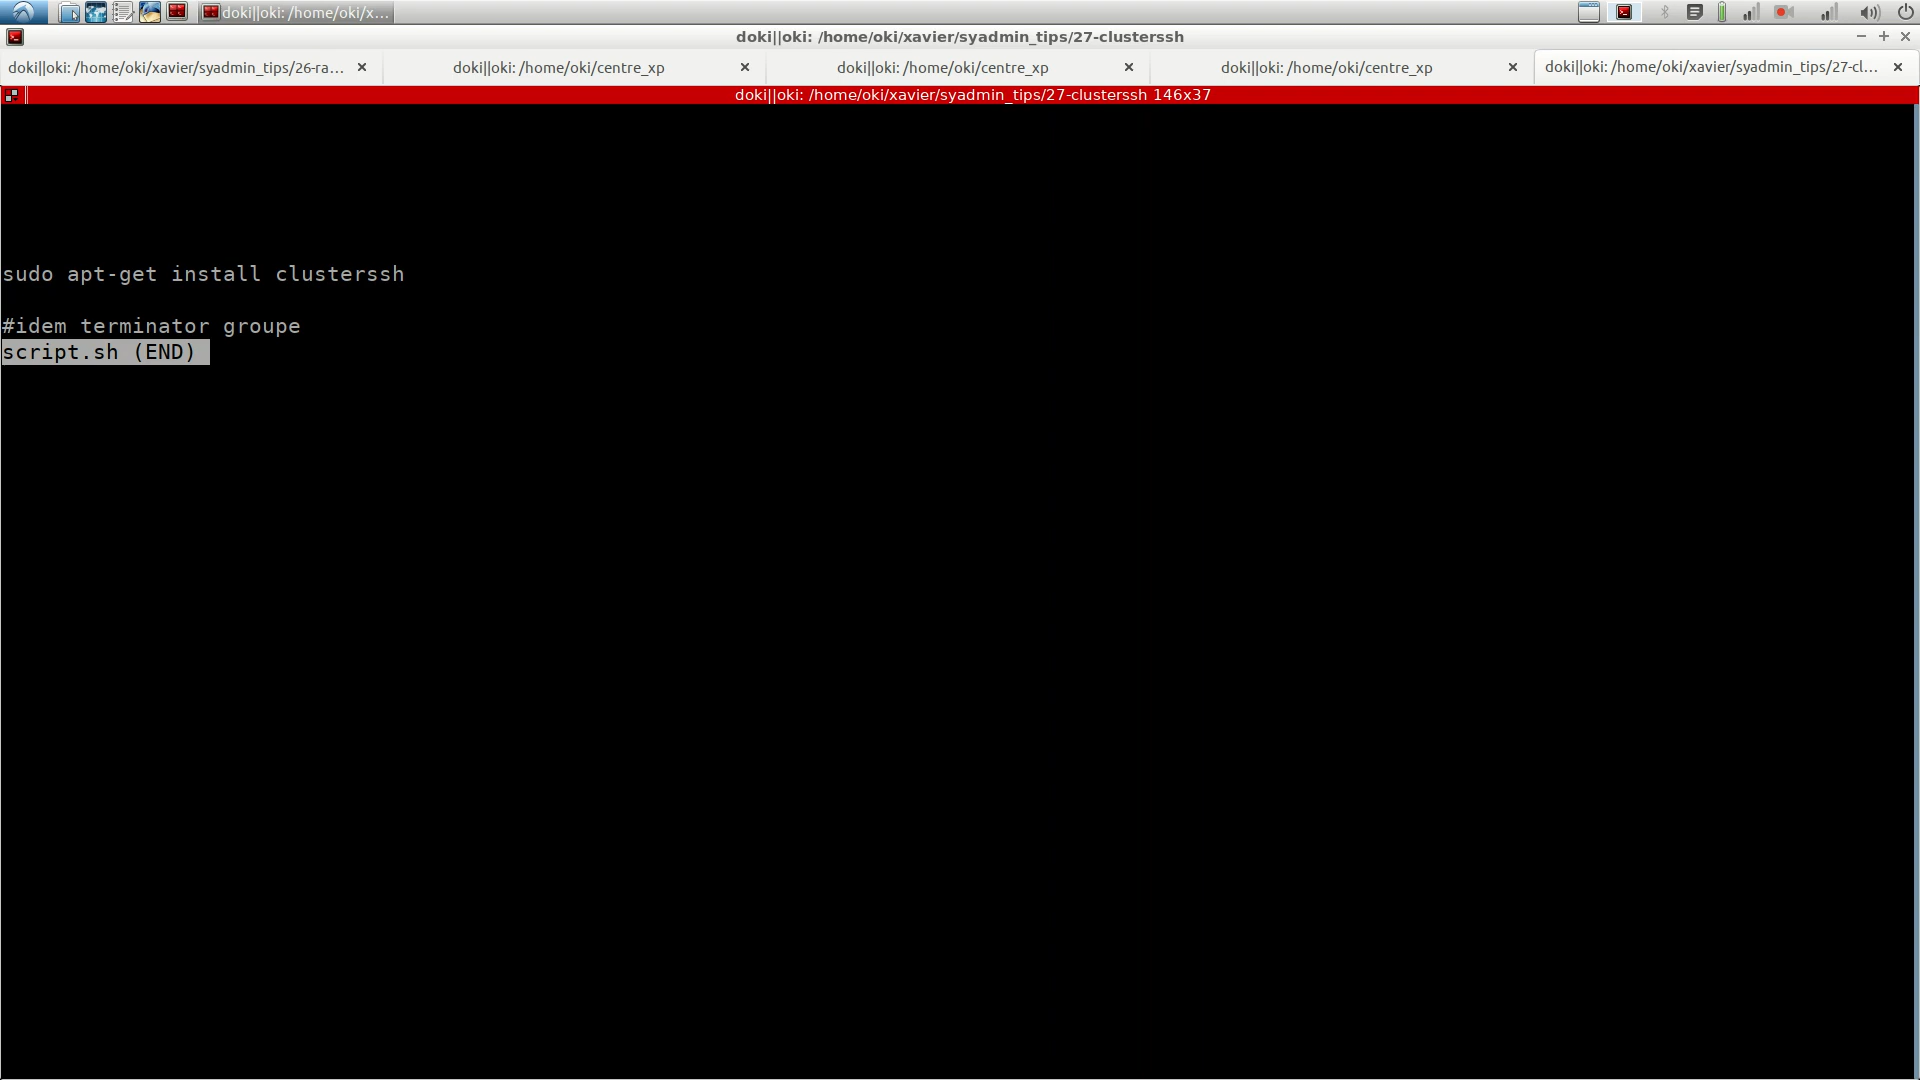 doki||oki: /home/oki/x...
doki||oki: /home/oki/xavier/syadmin_tips/27-clusterssh
doki||oki: /home/oki/xavier/syadmin_tips/26-ra...
doki||oki: /home/oki/centre_xp
doki||oki: /home/oki/centre_xp
doki||oki: /home/oki/centre_xp
doki||oki: /home/oki/xavier/syadmin_tips/27-cl...
doki||oki: /home/oki/xavier/syadmin_tips/27-clusterssh 146x37
sudo apt-get install clusterssh
#idem terminator groupe
script.sh (END)